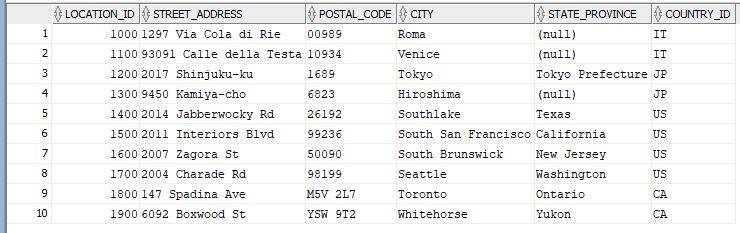 LOCATION_ID STREET_ADDRESS POSTAL_CODE CITY STATE_PROVINCE COUNTRY_ID
1 1000 1297 Via Cola di Rie 00989 Roma (null) IT
2 1100 93091 Calle della Testa 10934 Venice (null) IT
3 1200 2017 Shinjuku-ku 1689 Tokyo Tokyo Prefecture JP
4 1300 9450 Kamiya-cho 6823 Hiroshima (null) JP
5 1400 2014 Jabberwocky Rd 26192 Southlake Texas US
6 1500 2011 Interiors Blvd 99236 South San Francisco California US
7 1600 2007 Zagora St 50090 South Brunswick New Jersey US
8 1700 2004 Charade Rd 98199 Seattle Washington US
9 1800 147 Spadina Ave M5V 2L7 Toronto Ontario CA
10 1900 6092 Boxwood St YSW 9T2 Whitehorse Yukon CA